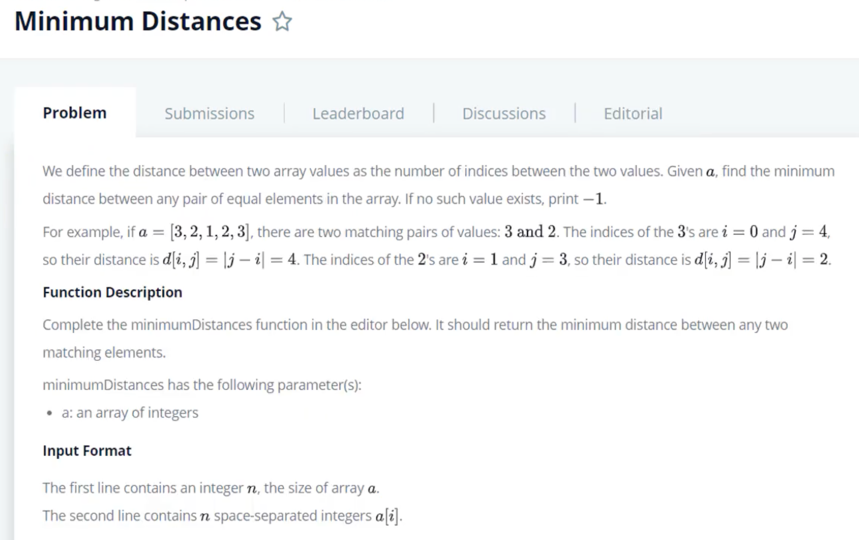 Minimum Distances ☆
Problem Submissions Leaderboard Discussions Editorial
We define the distance between two array values as the number of indices between the two values. Given a, find the minimum
distance between any pair of equal elements in the array. If no such value exists, print −1.
For example, if a = [3, 2, 1, 2, 3], there are two matching pairs of values: 3 and 2. The indices of the 3's are i = 0 and j = 4,
so their distance is d[i, j] = |j − i| = 4. The indices of the 2's are i = 1 and j = 3, so their distance is d[i, j] = |j − i| = 2.
Function Description
Complete the minimumDistances function in the editor below. It should return the minimum distance between any two
matching elements.
minimumDistances has the following parameter(s):
• a: an array of integers
Input Format
The first line contains an integer n, the size of array a.
The second line contains n space-separated integers a[i].